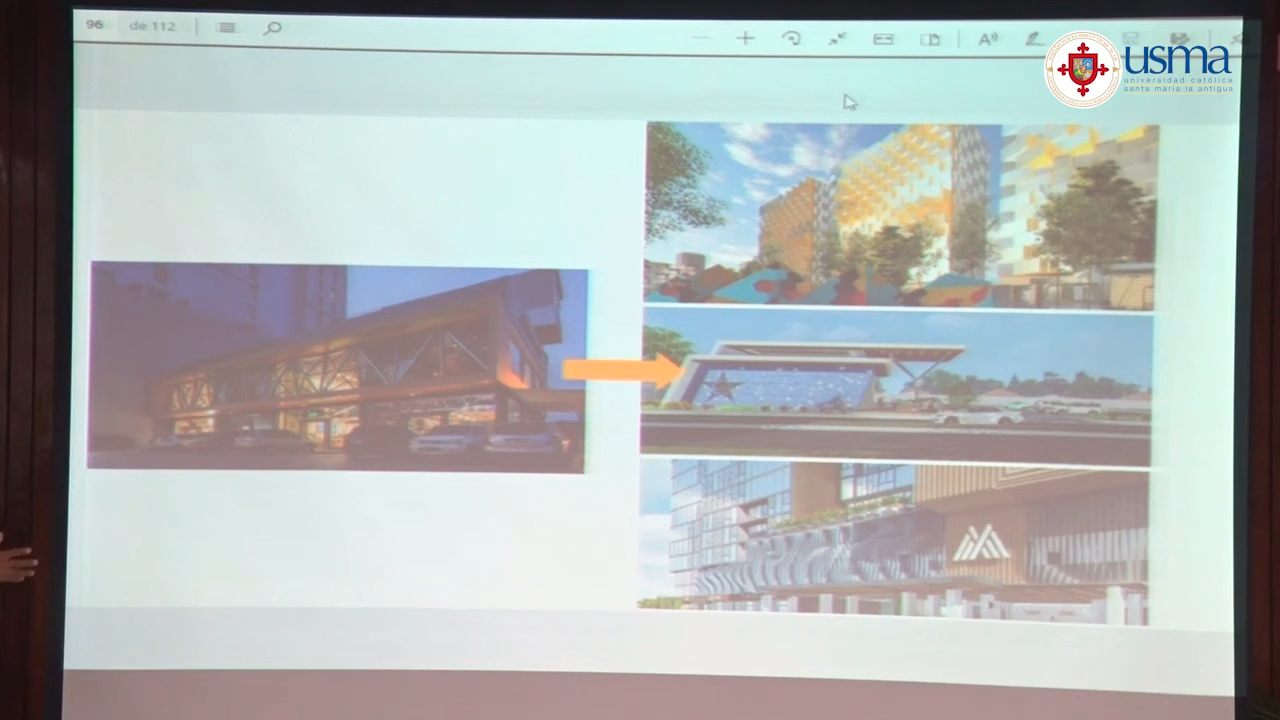 96 de 112
A
usma
universidad católica
santa maría la antigua